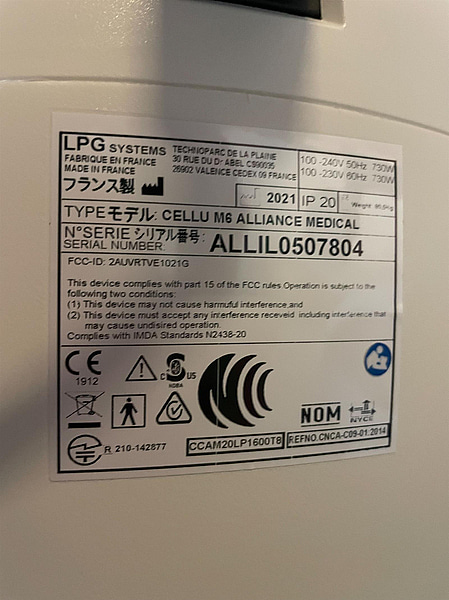 LPG SYSTEMS
FABRIQUE EN FRANCE
MADE IN FRANCE
フランス製
TECHNOPARC DE LA PLAINE
30 RUE DU Dr ABEL CS90035
26902 VALENCE CEDEX 09 FRANCE
100 -240V 50Hz 730W
100 -230V 60Hz 730W
2021
IP 20
Weight
TYPE モデル: CELLU M6 ALLIANCE MEDICAL
N°SERIE シリアル番号:
SERIAL NUMBER:
ALLIL0507804
FCC-ID: 2AUVRTVE1021G
This device complies with part 15 of the FCC rules Operation is subject to the
following two conditions:
(1) This device may not cause harmuful interference,and
(2) This device must accept any interference receveid including interference that
may cause undisired operation.
Complies with IMDA Standards N2438-20
CE
1912
C S US
KOBA
NOM
NYCE
R 210-142877
CCAM20LP1600T8
REFNO.CNCA-C09-01:2014